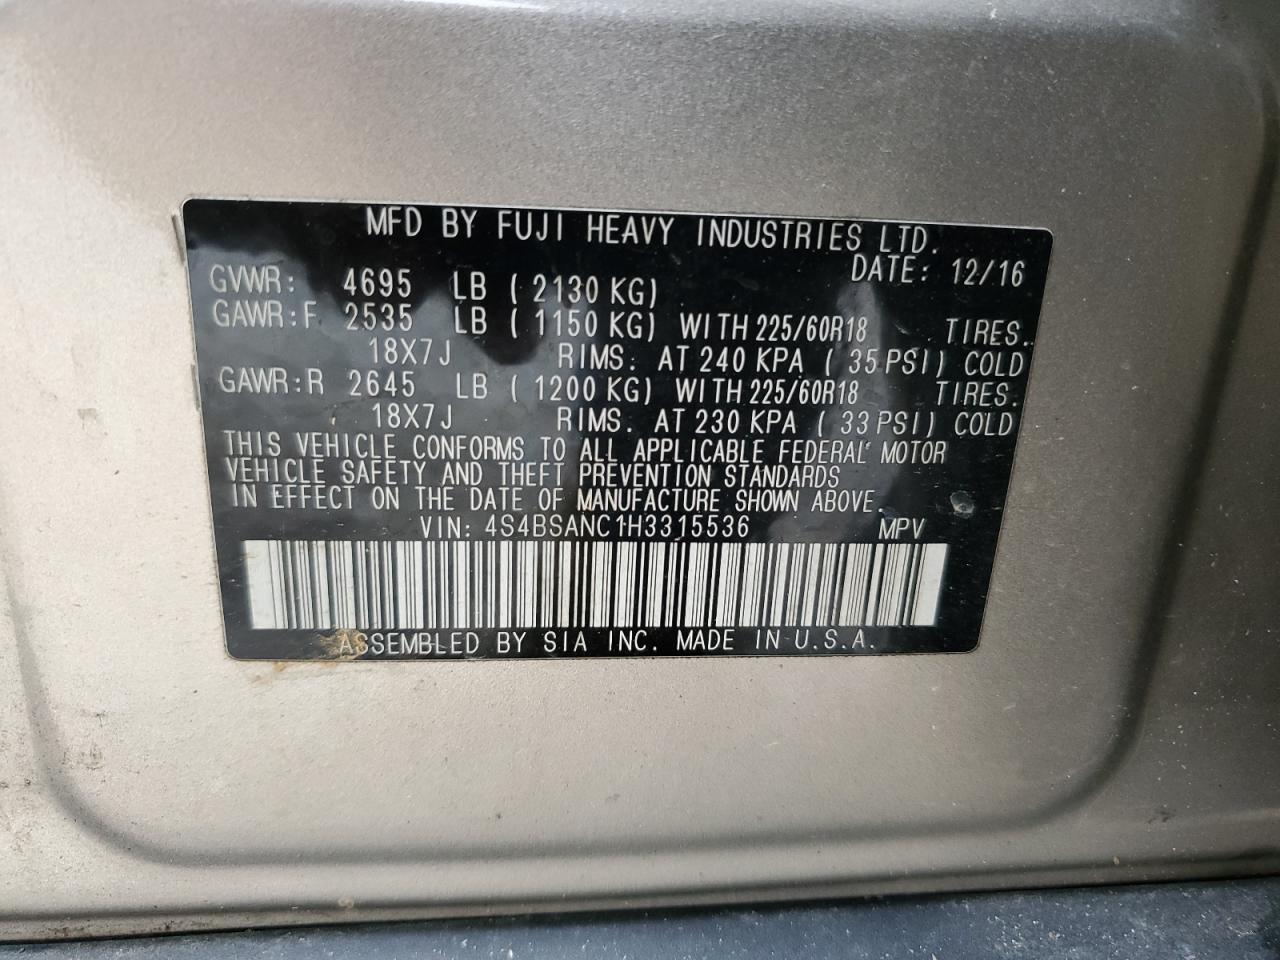 MFD BY FUJI HEAVY INDUSTRIES LTD.
DATE: 12/16
GVWR: 4695 LB ( 2130 KG)
GAWR:F 2535 LB ( 1150 KG) WITH 225/60R18 TIRES.
18X7J RIMS. AT 240 KPA ( 35 PSI) COLD
GAWR:R 2645 LB ( 1200 KG) WITH 225/60R18 TIRES.
18X7J RIMS. AT 230 KPA ( 33 PSI) COLD
THIS VEHICLE CONFORMS TO ALL APPLICABLE FEDERAL MOTOR
VEHICLE SAFETY AND THEFT PREVENTION STANDARDS
IN EFFECT ON THE DATE OF MANUFACTURE SHOWN ABOVE.
VIN: 4S4BSANC1H3315536 MPV
ASSEMBLED BY SIA INC. MADE IN U.S.A.